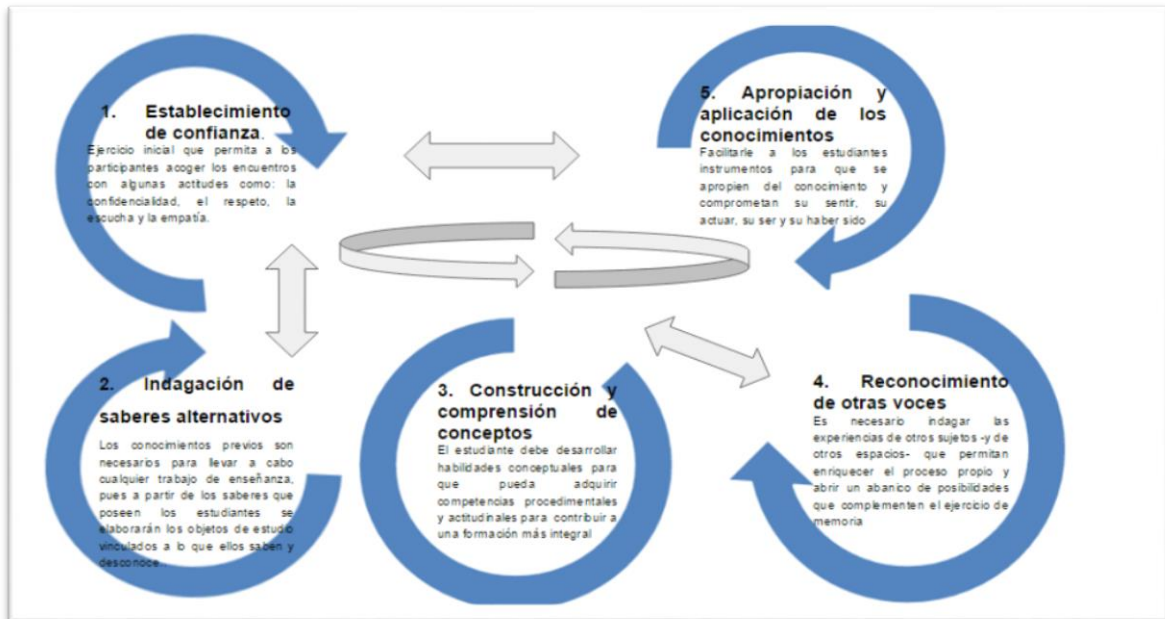 1. Establecimiento
de confianza.
Ejercicio inicial que permita a los
participantes acoger los encuentros
con algunas actitudes como: la
confidencialidad, el respeto, la
escucha y la empatía.
2. Indagación de
saberes alternativos
Los conocimientos previos son
necesarios para llevar a cabo
cualquier trabajo de enseñanza,
pues a partir de los saberes que
poseen los estudiantes se
elaborarán los objetos de estudio
vinculados a lo que ellos saben y
desconoce..
3. Construcción y
comprensión de
conceptos
El estudiante debe desarrollar
habilidades conceptuales para
que pueda adquirir
competencias procedimentales
y actitudinales para contribuir a
una formación más integral
4. Reconocimiento
de otras voces
Es necesario indagar las
experiencias de otros sujetos -y de
otros espacios- que permitan
enriquecer el proceso propio y
abrir un abanico de posibilidades
que complementen el ejercicio de
memoria
5. Apropiación y
aplicación de los
conocimientos
Facilitarle a los estudiantes
instrumentos para que se
apropien del conocimiento y
comprometan su sentir, su
actuar, su ser y su haber sido